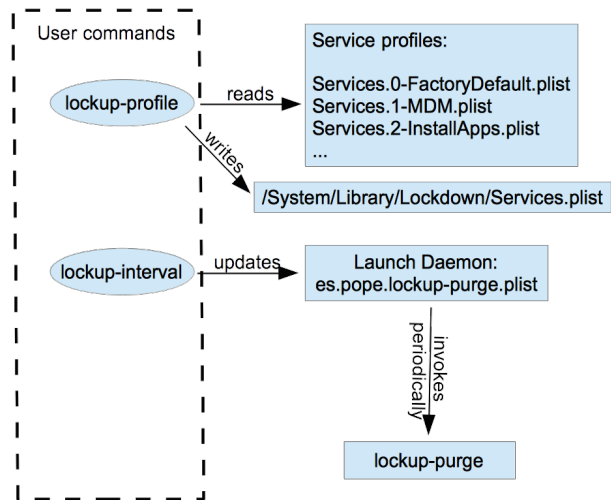 User commands
Service profiles:
Services.0-FactoryDefault.plist
Services.1-MDM.plist
Services.2-InstallApps.plist
...
lockup-profile
reads
writes
/System/Library/Lockdown/Services.plist
lockup-interval
updates
Launch Daemon:
es.pope.lockup-purge.plist
invokes
periodically
lockup-purge